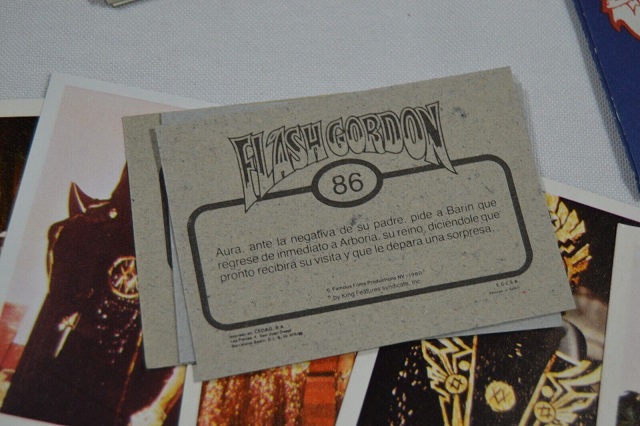 FLASH GORDON
86
Aura, ante la negativa de su padre, pide a Barin que
regrese de inmediato a Arboria, su reino, diciéndole que
pronto recibirá su visita y que le depara una sorpresa.
© Famous Films Productions NV -1980-
* by King Features syndicate, Inc.